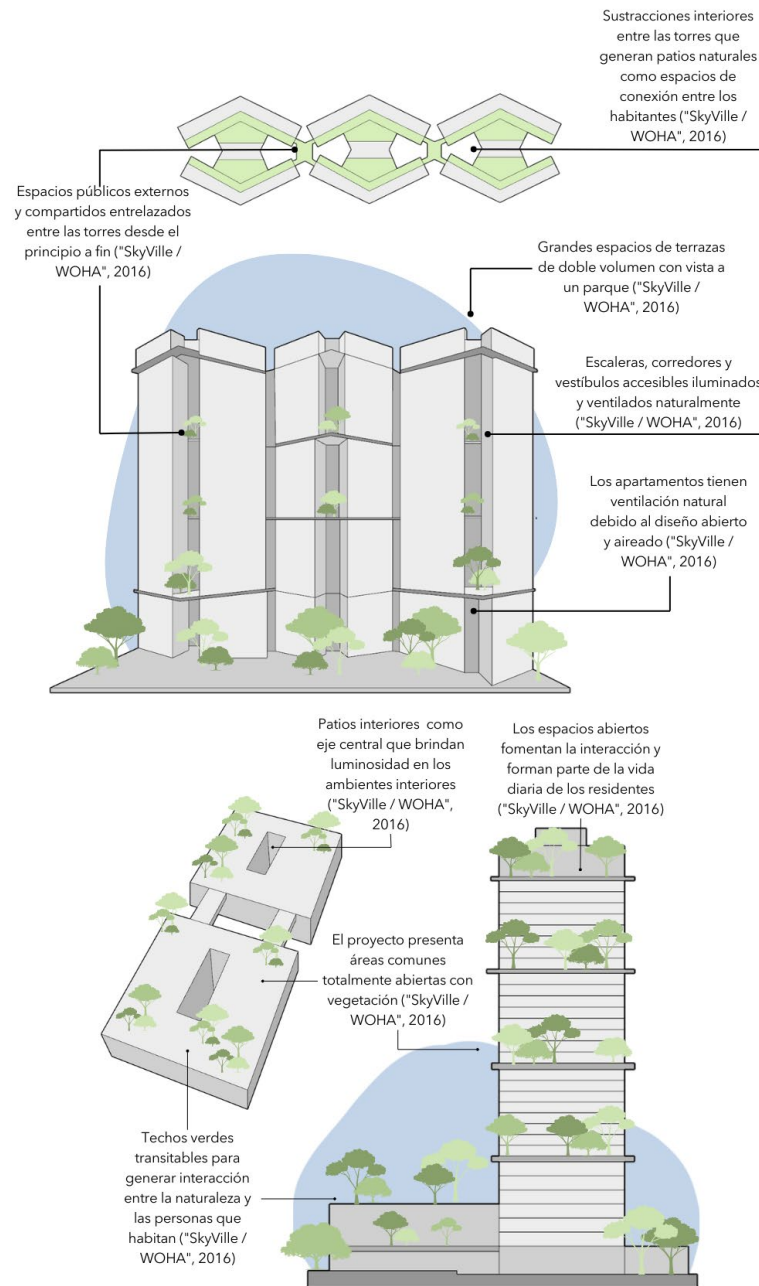 Sustracciones interiores
entre las torres que
generan patios naturales
como espacios de
conexión entre los
habitantes ("SkyVille /
WOHA", 2016)
Espacios públicos externos
y compartidos entrelazados
entre las torres desde el
principio a fin ("SkyVille /
WOHA", 2016)
Grandes espacios de terrazas
de doble volumen con vista a
un parque ("SkyVille /
WOHA", 2016)
Escaleras, corredores y
vestíbulos accesibles iluminados
y ventilados naturalmente
("SkyVille / WOHA", 2016)
Los apartamentos tienen
ventilación natural
debido al diseño abierto
y aireado ("SkyVille /
WOHA", 2016)
Patios interiores como
eje central que brindan
luminosidad en los
ambientes interiores
("SkyVille / WOHA",
2016)
Los espacios abiertos
fomentan la interacción y
forman parte de la vida
diaria de los residentes
("SkyVille / WOHA", 2016)
El proyecto presenta
áreas comunes
totalmente abiertas con
vegetación ("SkyVille /
WOHA", 2016)
Techos verdes
transitables para
generar interacción
entre la naturaleza y
las personas que
habitan ("SkyVille /
WOHA", 2016)